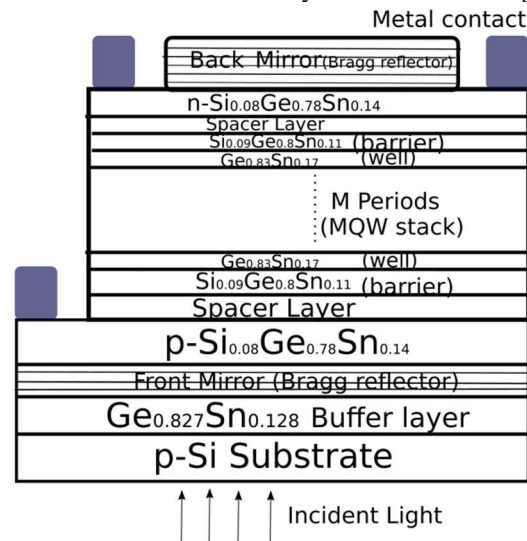 Metal contact
Back Mirror(Bragg reflector)
n-Si0.08Ge0.78Sn0.14
Spacer Layer
Si0.09Ge0.8Sn0.11 (barrier)
Ge0.83Sn0.17 (well)
M Periods
(MQW stack)
Ge0.83Sn0.17 (well)
Si0.09Ge0.8Sn0.11 (barrier)
Spacer Layer
p-Si0.08Ge0.78Sn0.14
Front Mirror (Bragg reflector)
Ge0.827Sn0.128 Buffer layer
p-Si Substrate
Incident Light